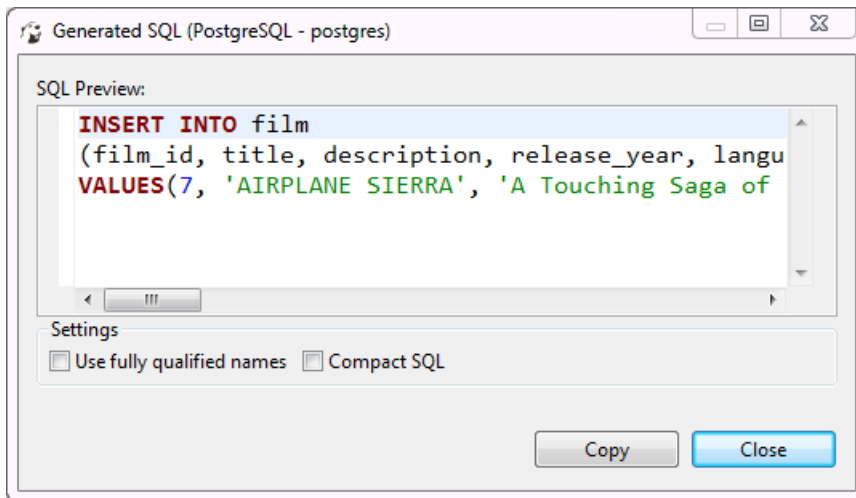 Generated SQL (PostgreSQL - postgres)
SQL Preview:
INSERT INTO film
(film_id, title, description, release_year, langu
VALUES(7, 'AIRPLANE SIERRA', 'A Touching Saga of
Settings
Use fully qualified names Compact SQL
Copy Close